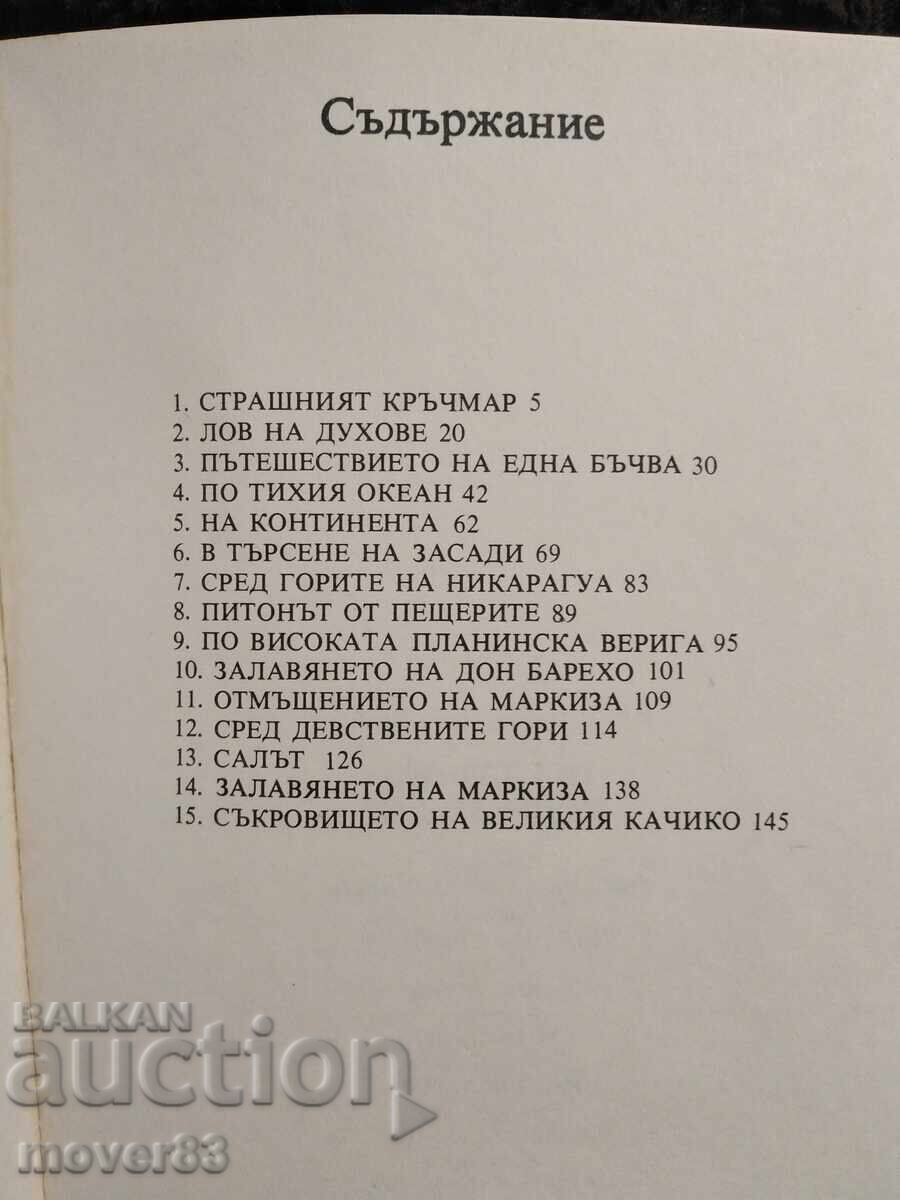 Съдържание
1. СТРАШНИЯТ КРЪЧМАР 5
2. ЛОВ НА ДУХОВЕ 20
3. ПЪТЕШЕСТВИЕТО НА ЕДНА БЪЧВА 30
4. ПО ТИХИЯ ОКЕАН 42
5. НА КОНТИНЕНТА 62
6. В ТЪРСЕНЕ НА ЗАСАДИ 69
7. СРЕД ГОРИТЕ НА НИКАРАГУА 83
8. ПИТОНЪТ ОТ ПЕЩЕРИТЕ 89
9. ПО ВИСОКАТА ПЛАНИНСКА ВЕРИГА 95
10. ЗАЛАВЯНЕТО НА ДОН БАРЕХО 101
11. ОТМЪЩЕНИЕТО НА МАРКИЗА 109
12. СРЕД ДЕВСТВЕНИТЕ ГОРИ 114
13. САЛЪТ 126
14. ЗАЛАВЯНЕТО НА МАРКИЗА 138
15. СЪКРОВИЩЕТО НА ВЕЛИКИЯ КАЧИКО 145
BALKAN
auction
mover83